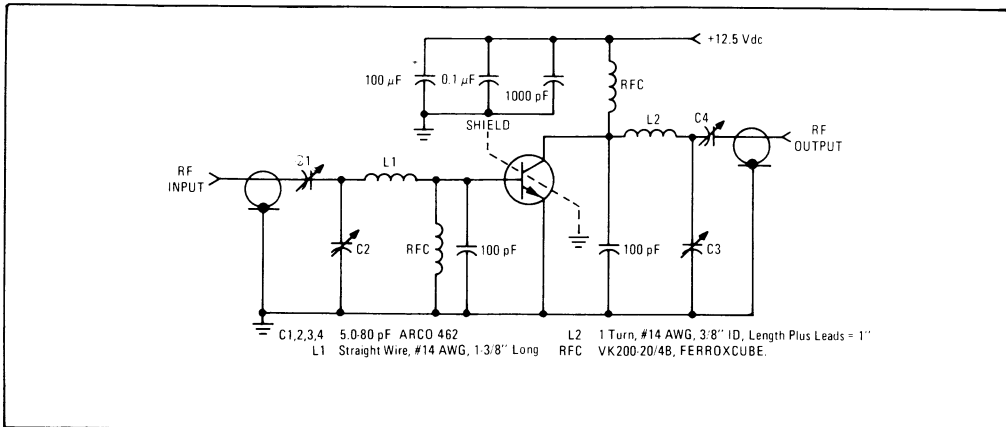 +12.5 Vdc
100 µF
0.1 µF
1000 pF
RFC
SHIELD
L2
C4
RF
OUTPUT
RF
INPUT
C1
L1
C2
RFC
100 pF
100 pF
C3
C1,2,3,4 5.0-80 pF ARCO 462
L1 Straight Wire, #14 AWG, 1-3/8" Long
L2 1 Turn, #14 AWG, 3/8" ID, Length Plus Leads = 1"
RFC VK200-20/4B, FERROXCUBE.